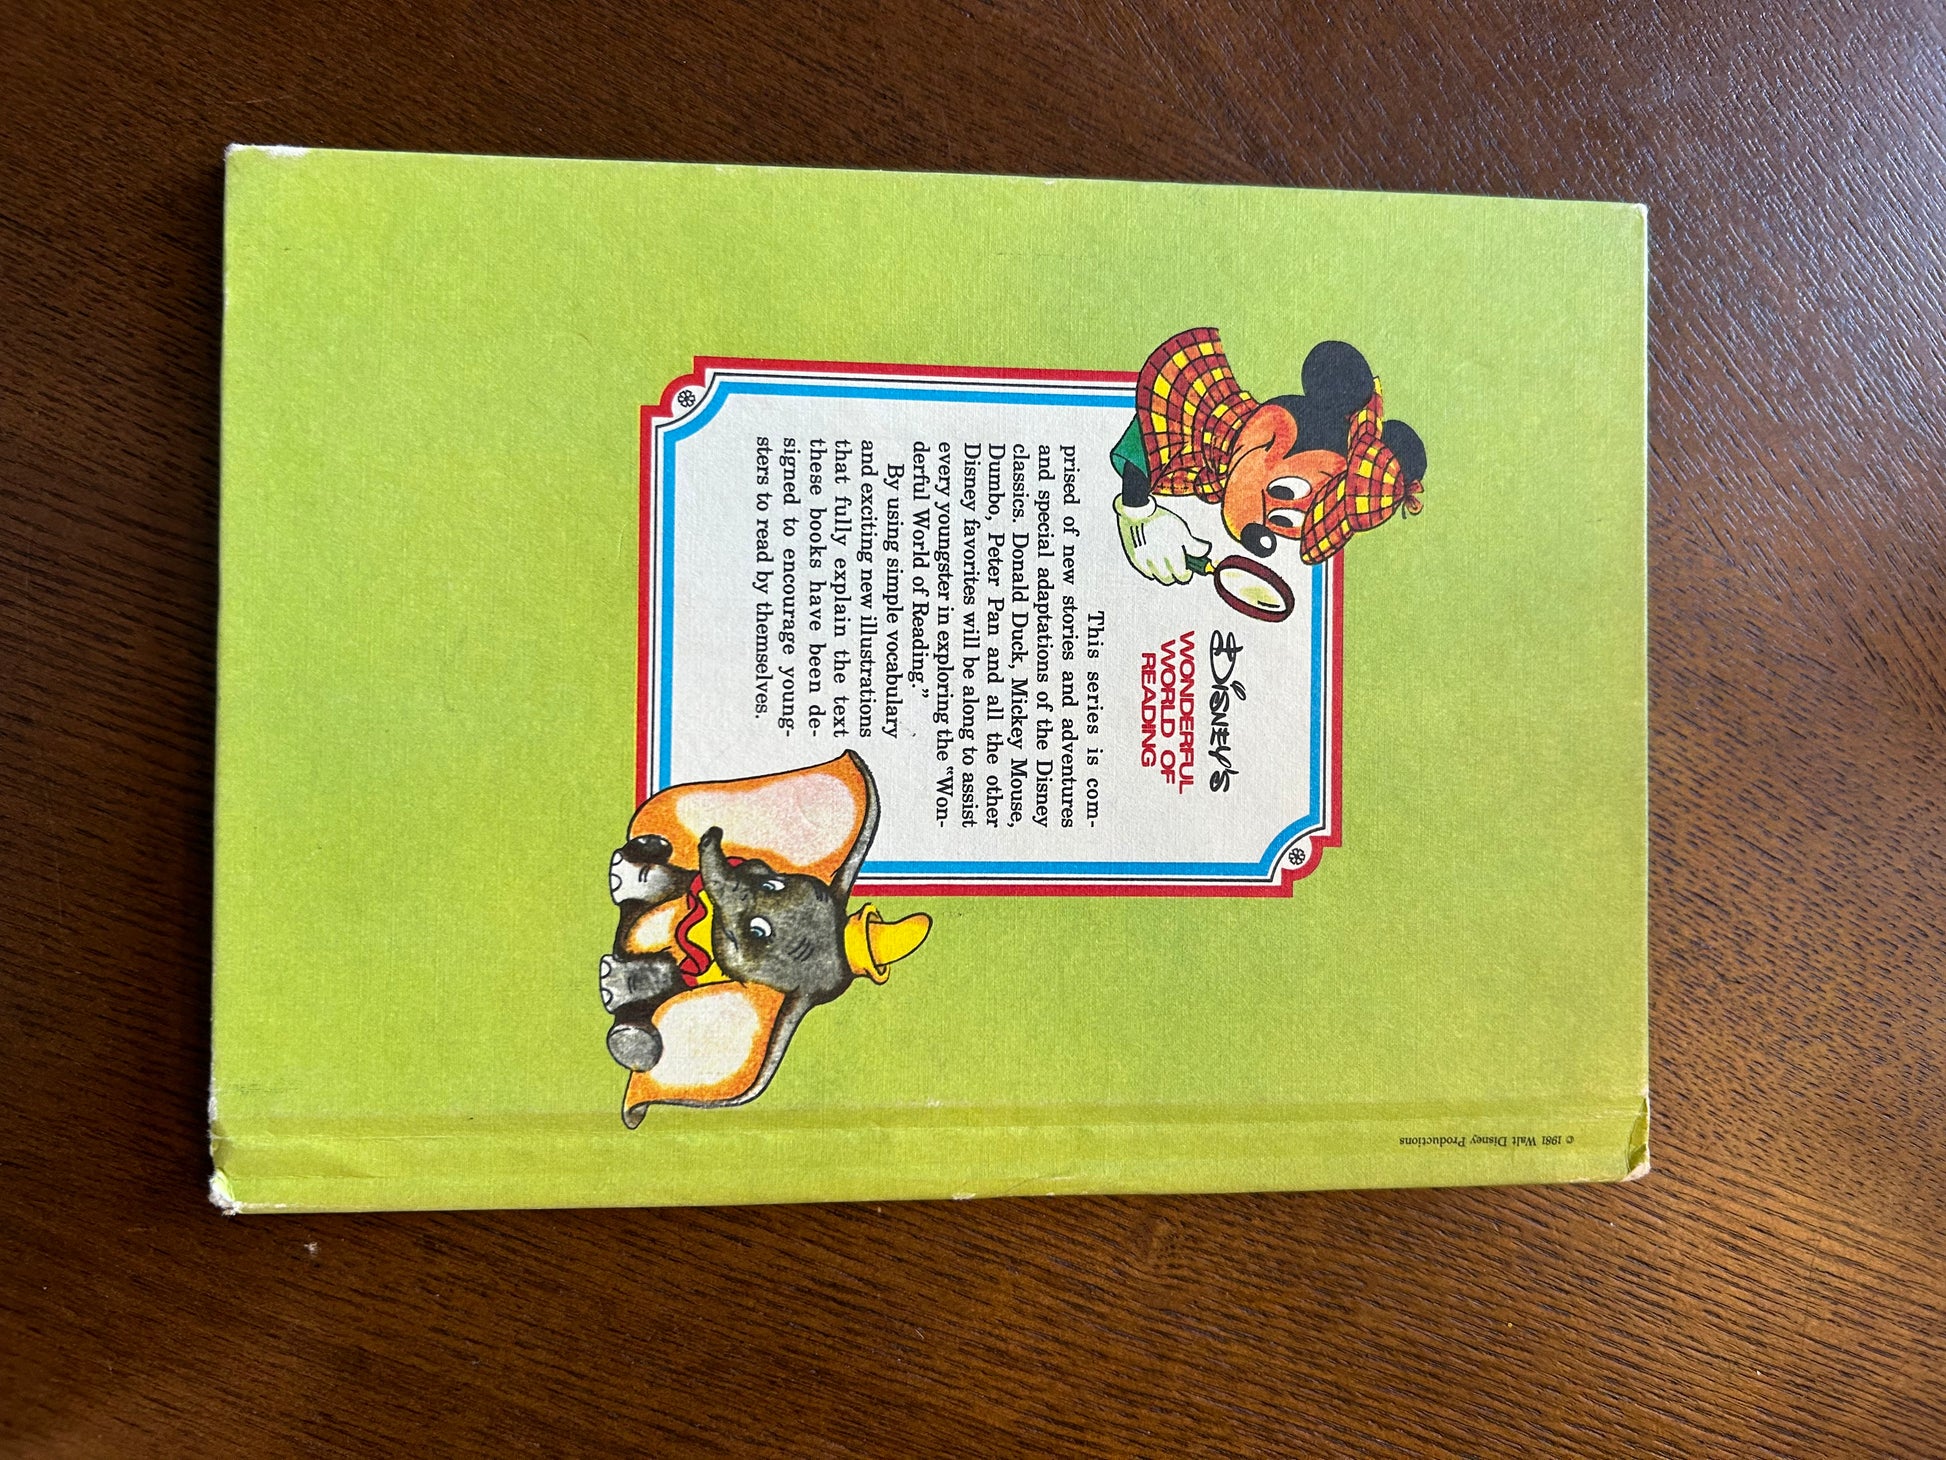 Disney's
WONDERFUL
WORLD OF
READING
This series is com-
prised of new stories and adventures
and special adaptations of the Disney
classics. Donald Duck, Mickey Mouse,
Dumbo, Peter Pan and all the other
Disney favorites will be along to assist
every youngster in exploring the "Won-
derful World of Reading."
By using simple vocabulary
and exciting new illustrations
that fully explain the text
these books have been de-
signed to encourage young-
sters to read by themselves.
© 1981 Walt Disney Productions